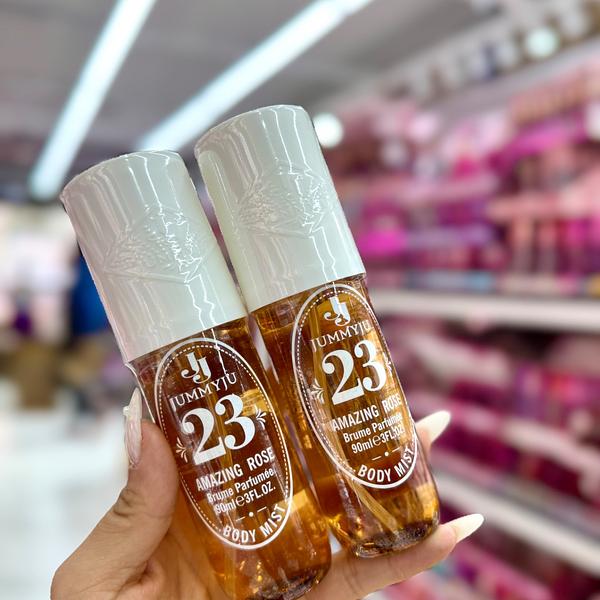 JJ
JUMMYJU
23
AMAZING ROSE
Brume Parfumée
90ml℮3FL.OZ.
BODY MIST
JJ
JUMMYJU
23
AMAZING ROSE
Brume Parfumée
90ml℮3FL.OZ.
BODY MIST